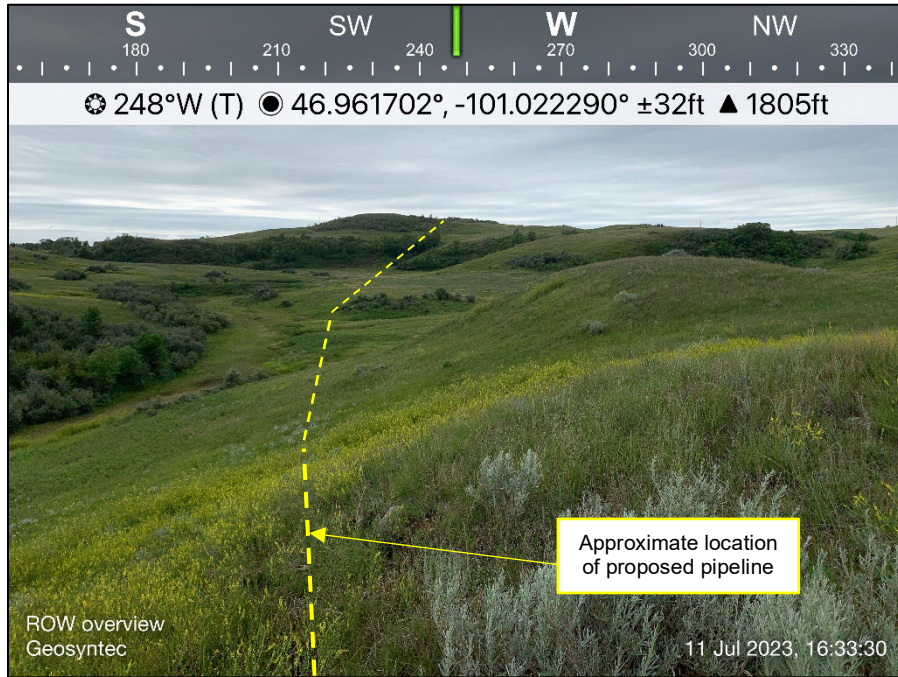 S SW W NW
180 210 240 270 300 330
248°W (T) 46.961702°, -101.022290° ±32ft ▲ 1805ft
Approximate location
of proposed pipeline
ROW overview
Geosyntec
11 Jul 2023, 16:33:30